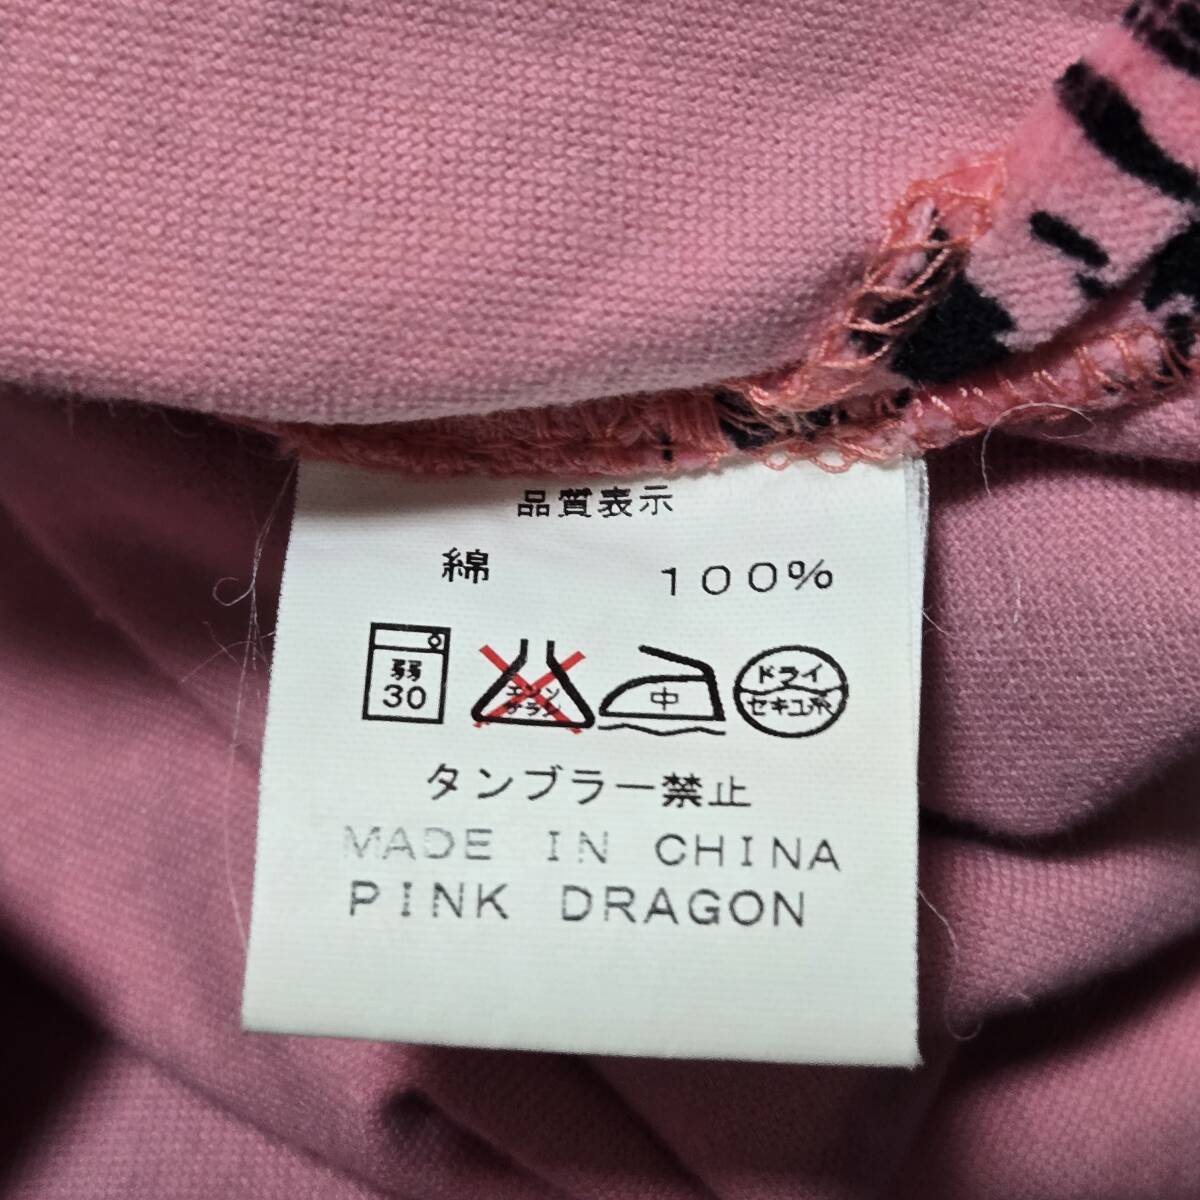 品質表示
綿 100%
弱 エンソ 中 ドライ
30 サラシ セキユ系
タンブラー禁止
MADE IN CHINA
PINK DRAGON